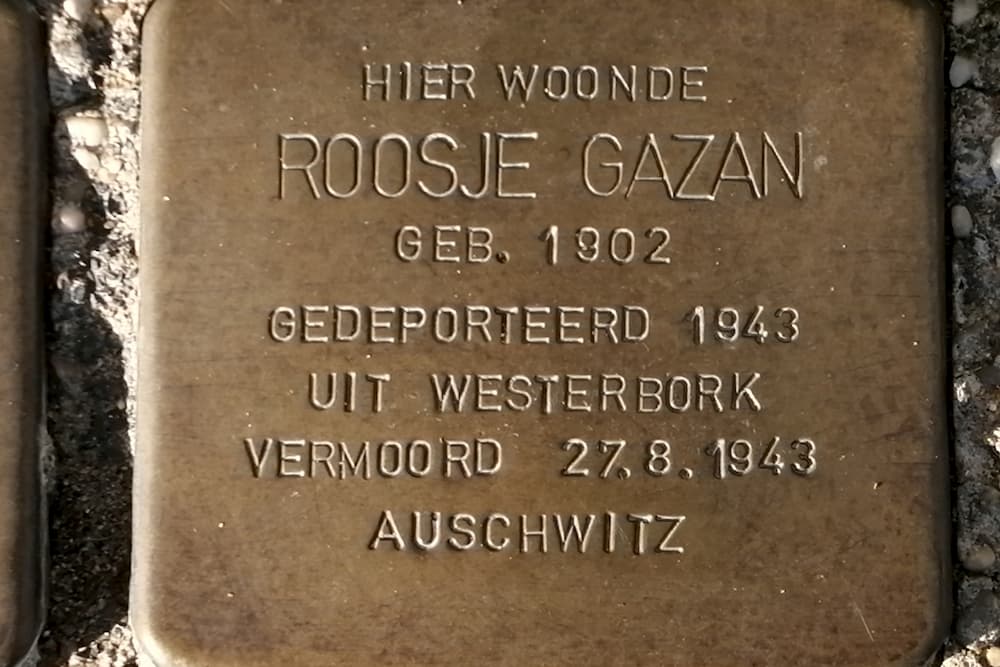 HIER WOONDE
ROOSJE GAZAN
GEB. 1902
GEDEPORTEERD 1943
UIT WESTERBORK
VERMOORD 27.8.1943
AUSCHWITZ